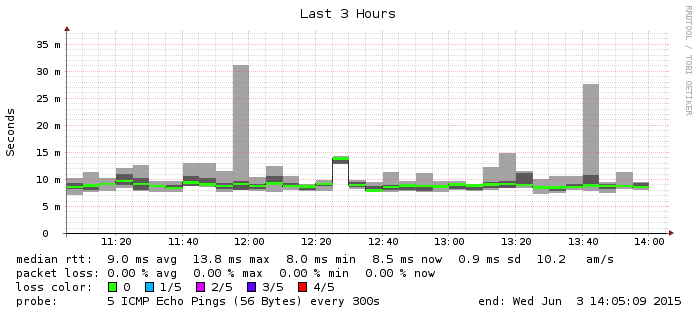 Last 3 Hours
RRDTOOL / TOBI OETIKER
Seconds
35 m
30 m
25 m
20 m
15 m
10 m
5 m
0
11:20 11:40 12:00 12:20 12:40 13:00 13:20 13:40 14:00
median rtt: 9.0 ms avg 13.8 ms max 8.0 ms min 8.5 ms now 0.9 ms sd 10.2 am/s
packet loss: 0.00 % avg 0.00 % max 0.00 % min 0.00 % now
loss color: 0 1/5 2/5 3/5 4/5
probe: 5 ICMP Echo Pings (56 Bytes) every 300s end: Wed Jun 3 14:05:09 2015